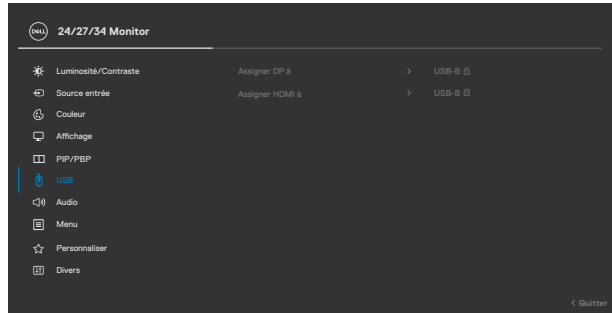 DELL 24/27/34 Monitor
Luminosité/Contraste Assigner DP à > USB-B
Source entrée Assigner HDMI à > USB-B
Couleur
Affichage
PIP/PBP
USB
Audio
Menu
Personnaliser
Divers
< Quitter